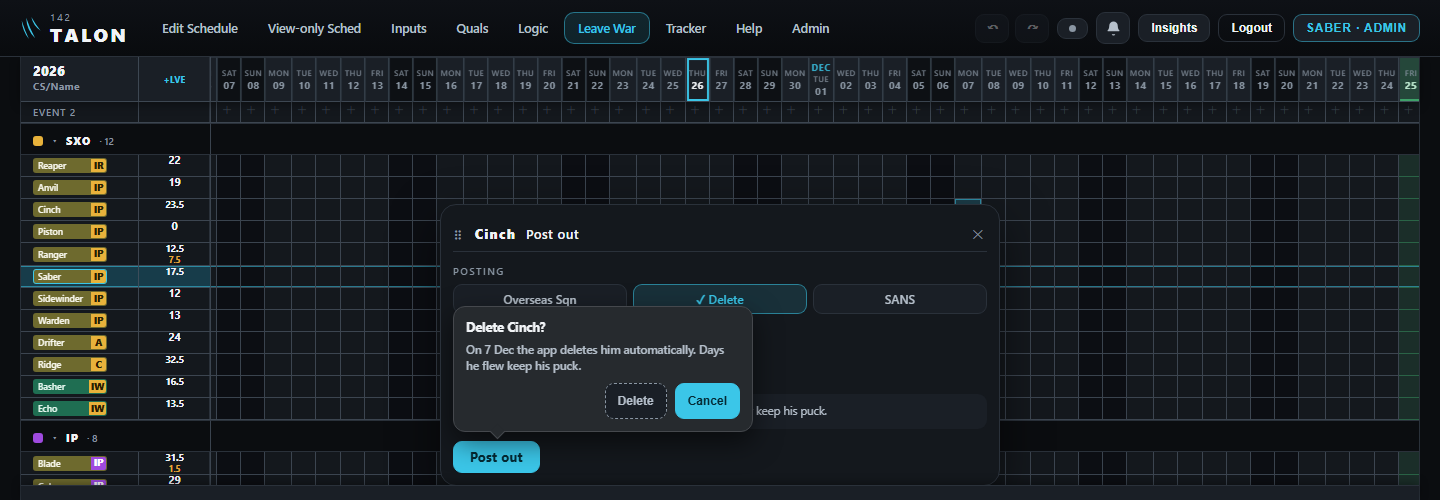 142
TALON
Edit Schedule View-only Sched Inputs Quals Logic Leave War Tracker Help Admin
Insights Logout SABER · ADMIN
2026
CS/Name
+LVE
SAT 07 SUN 08 MON 09 TUE 10 WED 11 THU 12 FRI 13 SAT 14 SUN 15 MON 16 TUE 17 WED 18 THU 19 FRI 20 SAT 21 SUN 22 MON 23 TUE 24 WED 25 THU 26 FRI 27 SAT 28 SUN 29 MON 30 DEC TUE 01 WED 02 THU 03 FRI 04 SAT 05 SUN 06 MON 07 TUE 08 WED 09 THU 10 FRI 11 SAT 12 SUN 13 MON 14 TUE 15 WED 16 THU 17 FRI 18 SAT 19 SUN 20 MON 21 TUE 22 WED 23 THU 24 FRI 25
EVENT 2 + + + + + + + + + + + + + + + + + + + + + + + + + + + + + + + + + + + + + + + + + + + + + + + + +
· SXO · 12
Reaper IR 22
Anvil IP 19
Cinch IP 23.5
Piston IP 0
Ranger IP 12.5
7.5
Saber IP 17.5
Sidewinder IP 12
Warden IP 13
Drifter A 24
Ridge C 32.5
Basher IW 16.5
Echo IW 13.5
· IP · 8
Blade IP 31.5
1.5
29
Cinch Post out
POSTING
Overseas Sqn ✓ Delete SANS
Delete Cinch?
On 7 Dec the app deletes him automatically. Days
he flew keep his puck.
Delete Cancel
keep his puck.
Post out